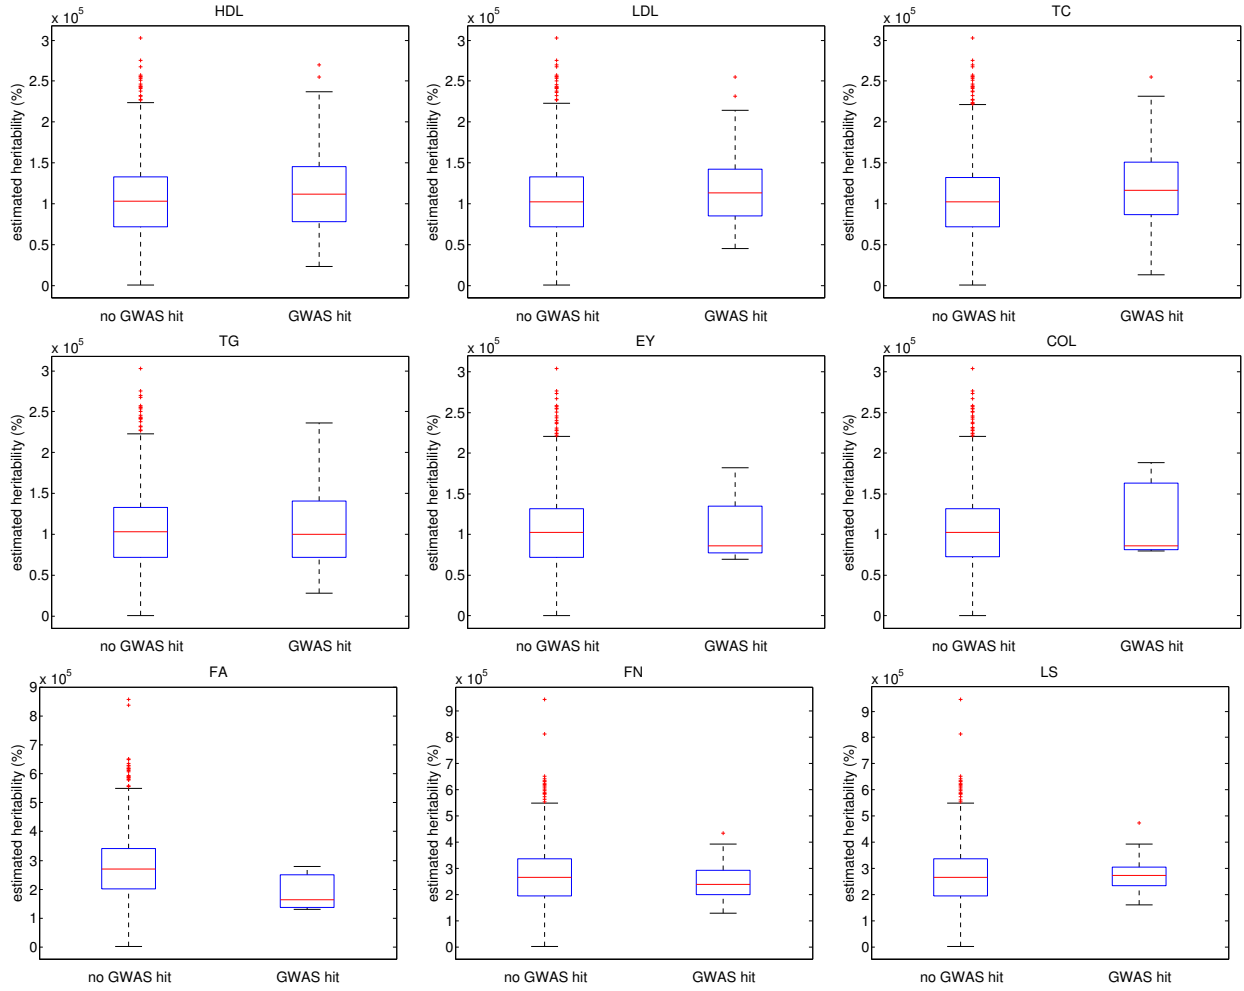 HDL
x 10^5
estimated heritability (%)
3
2.5
2
1.5
1
0.5
0
no GWAS hit GWAS hit
LDL
x 10^5
estimated heritability (%)
3
2.5
2
1.5
1
0.5
0
no GWAS hit GWAS hit
TC
x 10^5
estimated heritability (%)
3
2.5
2
1.5
1
0.5
0
no GWAS hit GWAS hit
TG
x 10^5
estimated heritability (%)
3
2.5
2
1.5
1
0.5
0
no GWAS hit GWAS hit
EY
x 10^5
estimated heritability (%)
3
2.5
2
1.5
1
0.5
0
no GWAS hit GWAS hit
COL
x 10^5
estimated heritability (%)
3
2.5
2
1.5
1
0.5
0
no GWAS hit GWAS hit
FA
x 10^5
estimated heritability (%)
9
8
7
6
5
4
3
2
1
0
no GWAS hit GWAS hit
FN
x 10^5
estimated heritability (%)
9
8
7
6
5
4
3
2
1
0
no GWAS hit GWAS hit
LS
x 10^5
estimated heritability (%)
9
8
7
6
5
4
3
2
1
0
no GWAS hit GWAS hit